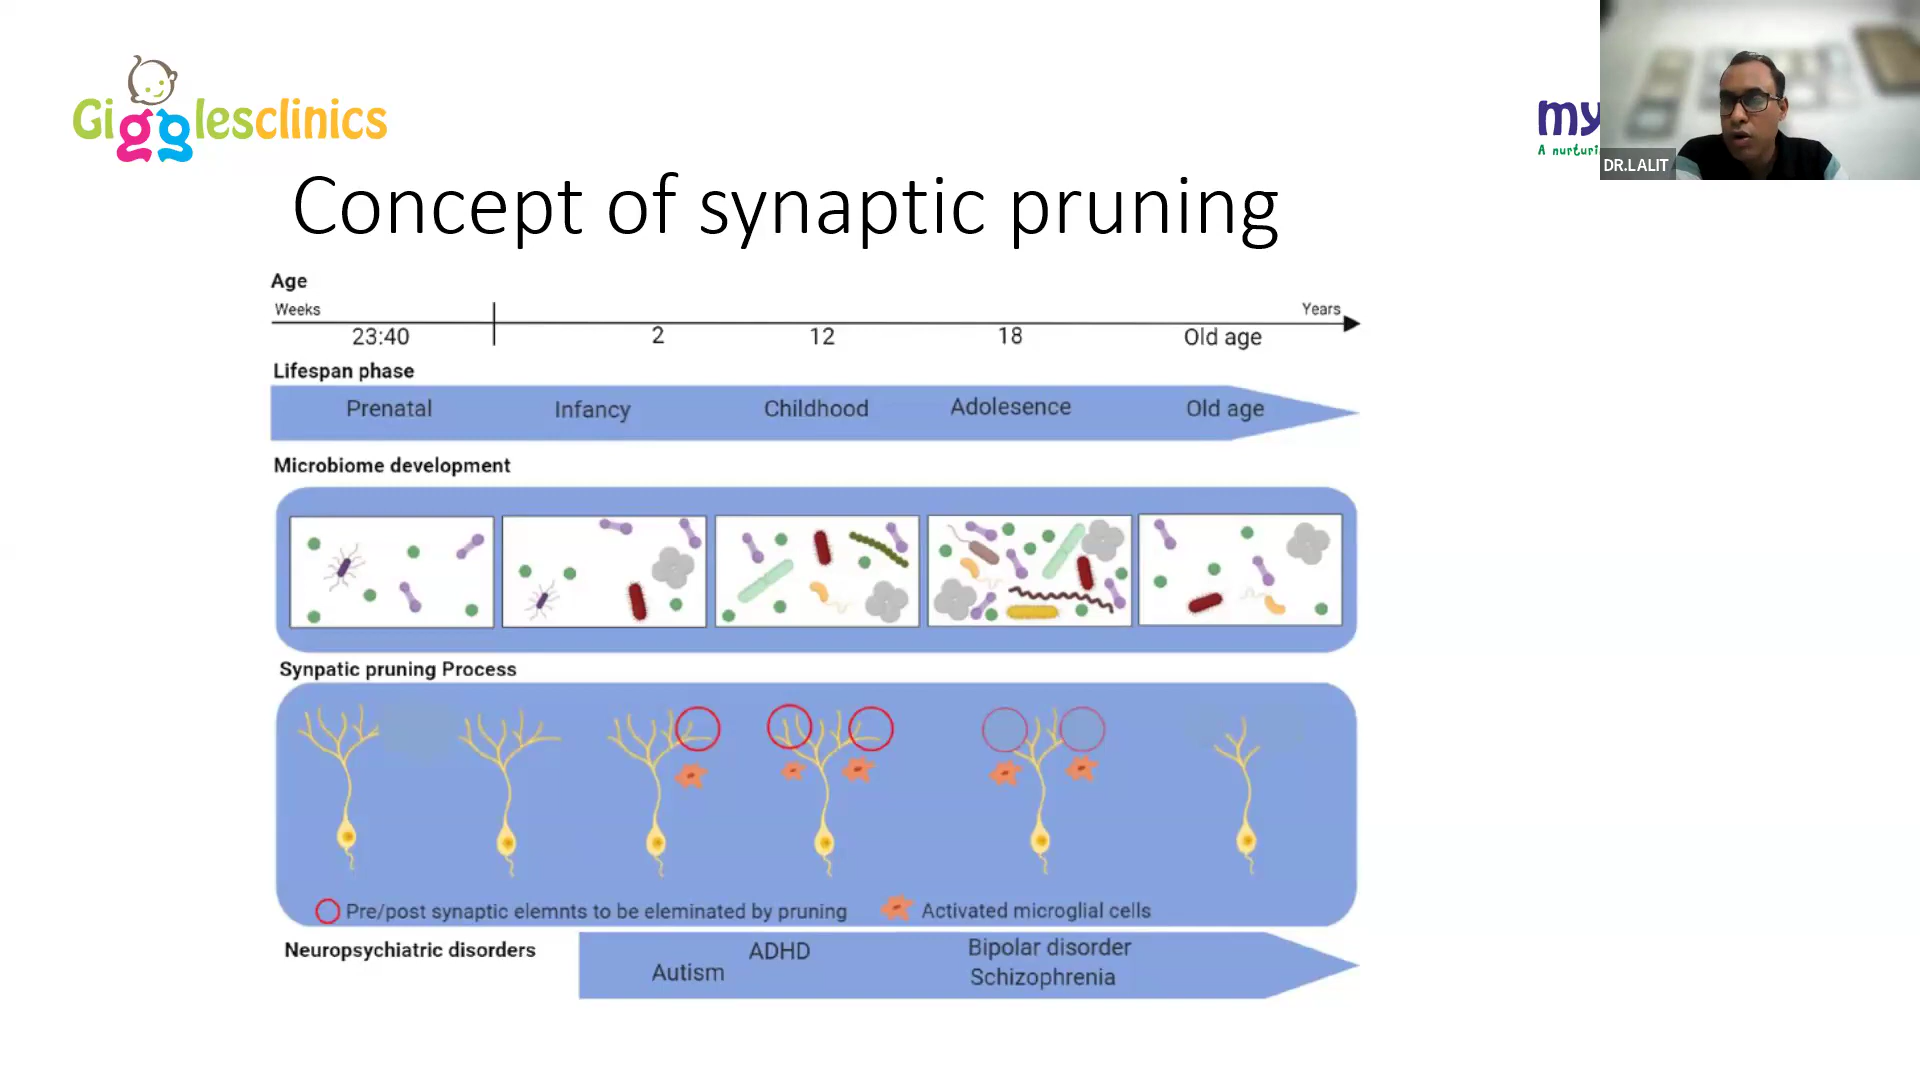 Gigglesclinics
my
A nurturi
DR.LALIT
Concept of synaptic pruning
Age
Weeks
Years
23:40 2 12 18 Old age
Lifespan phase
Prenatal Infancy Childhood Adolesence Old age
Microbiome development
Synpatic pruning Process
Pre/post synaptic elemnts to be eleminated by pruning Activated microglial cells
Neuropsychiatric disorders
ADHD
Autism
Bipolar disorder
Schizophrenia